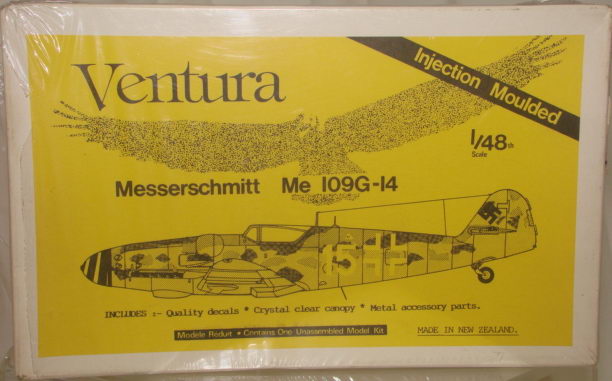 Ventura
Injection Moulded
1/48th
Scale
Messerschmitt Me 109G-14
INCLUDES :- Quality decals * Crystal clear canopy * Metal accessory parts.
Modele Reduit • Contains One Unassembled Model Kit
MADE IN NEW ZEALAND.